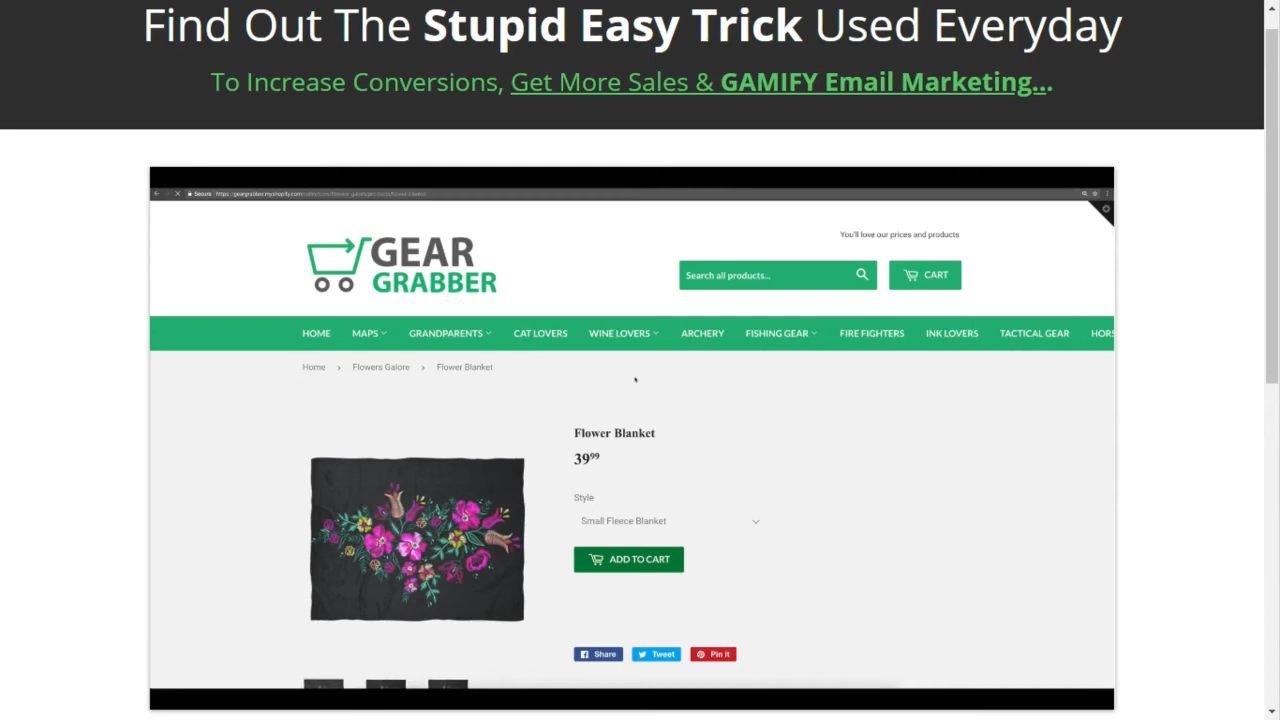 Find Out The Stupid Easy Trick Used Everyday
To Increase Conversions, Get More Sales & GAMIFY Email Marketing...
Secure
You'll love our prices and products
GEAR
GRABBER
Search all products...
CART
HOME MAPS GRANDPARENTS CAT LOVERS WINE LOVERS ARCHERY FISHING GEAR FIRE FIGHTERS INK LOVERS TACTICAL GEAR HORS
Home › Flowers Galore › Flower Blanket
Flower Blanket
39⁹⁹
Style
Small Fleece Blanket
ADD TO CART
Share Tweet Pin it